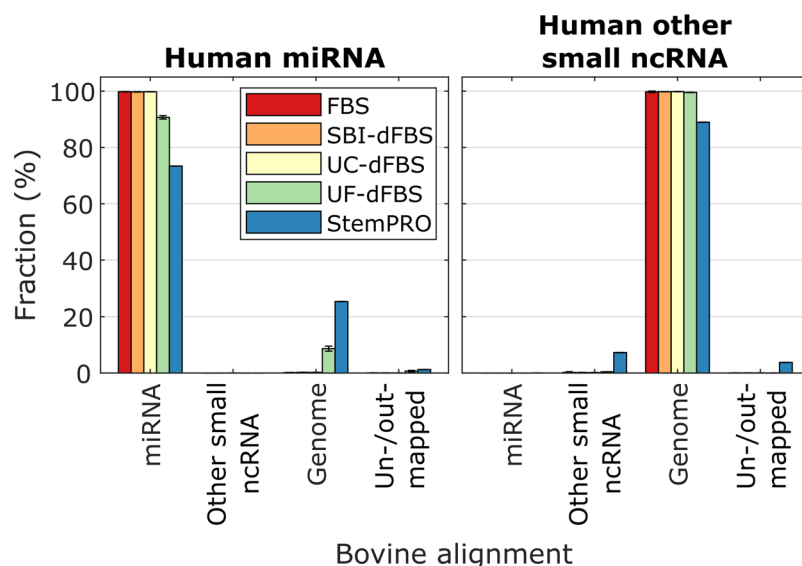 Human miRNA
Human other
small ncRNA
Fraction (%)
100
80
60
40
20
0
FBS
SBI-dFBS
UC-dFBS
UF-dFBS
StemPRO
miRNA
Other small
ncRNA
Genome
Un-/out-
mapped
miRNA
Other small
ncRNA
Genome
Un-/out-
mapped
Bovine alignment